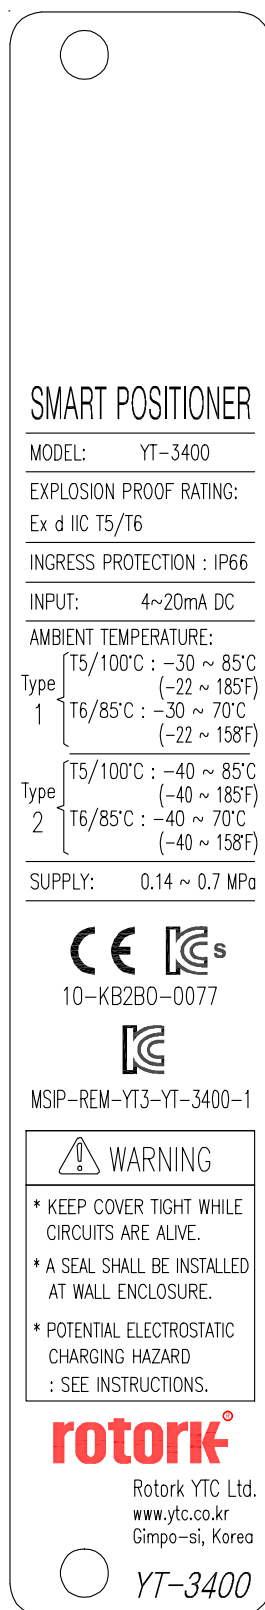 SMART POSITIONER
MODEL: YT-3400
EXPLOSION PROOF RATING:
Ex d IIC T5/T6
INGRESS PROTECTION : IP66
INPUT: 4~20mA DC
AMBIENT TEMPERATURE:
Type 1
T5/100°C : -30 ~ 85°C
(-22 ~ 185°F)
T6/85°C : -30 ~ 70°C
(-22 ~ 158°F)
Type 2
T5/100°C : -40 ~ 85°C
(-40 ~ 185°F)
T6/85°C : -40 ~ 70°C
(-40 ~ 158°F)
SUPPLY: 0.14 ~ 0.7 MPa
CE KC s
10-KB2BO-0077
KC
MSIP-REM-YT3-YT-3400-1
⚠ WARNING
* KEEP COVER TIGHT WHILE
CIRCUITS ARE ALIVE.
* A SEAL SHALL BE INSTALLED
AT WALL ENCLOSURE.
* POTENTIAL ELECTROSTATIC
CHARGING HAZARD
: SEE INSTRUCTIONS.
rotork®
Rotork YTC Ltd.
www.ytc.co.kr
Gimpo-si, Korea
YT-3400